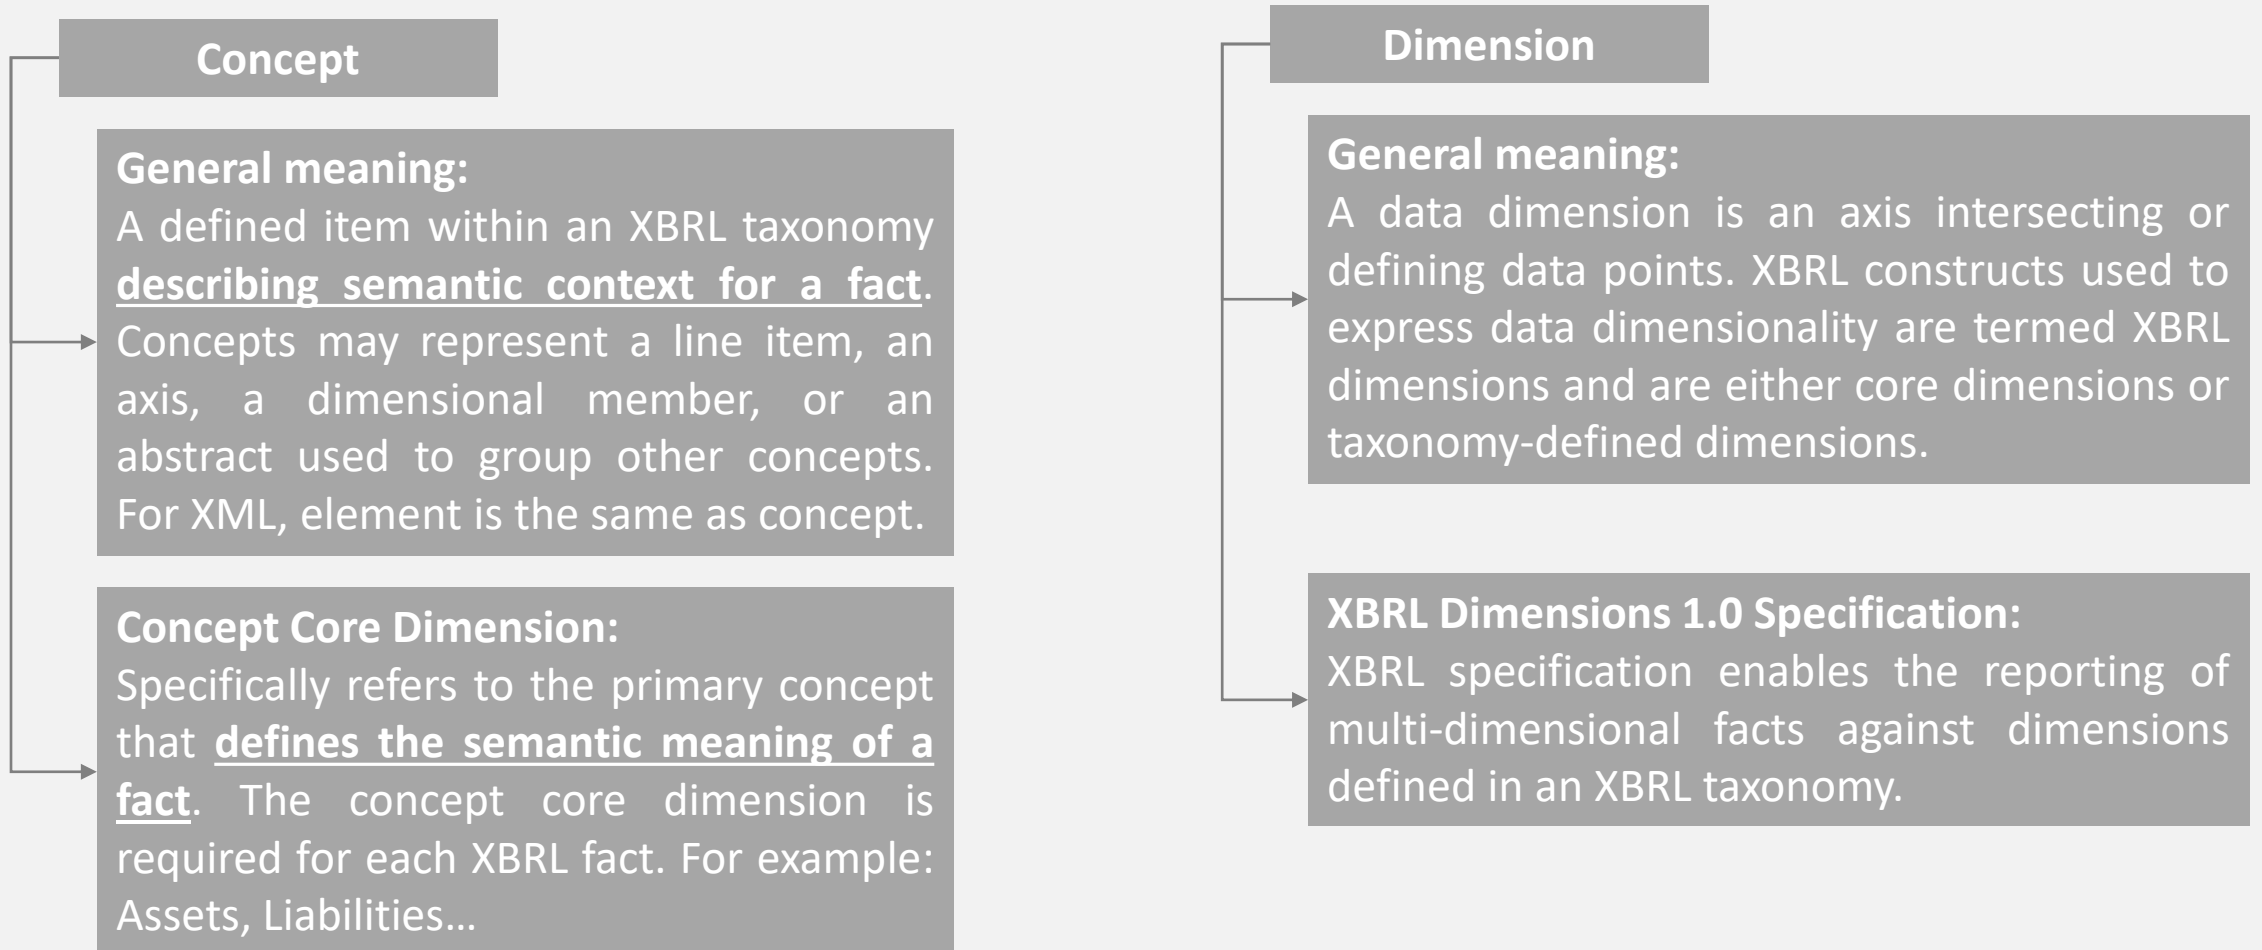 Concept
General meaning:
A defined item within an XBRL taxonomy
describing semantic context for a fact.
Concepts may represent a line item, an
axis, a dimensional member, or an
abstract used to group other concepts.
For XML, element is the same as concept.
Concept Core Dimension:
Specifically refers to the primary concept
that defines the semantic meaning of a
fact. The concept core dimension is
required for each XBRL fact. For example:
Assets, Liabilities…
Dimension
General meaning:
A data dimension is an axis intersecting or
defining data points. XBRL constructs used to
express data dimensionality are termed XBRL
dimensions and are either core dimensions or
taxonomy-defined dimensions.
XBRL Dimensions 1.0 Specification:
XBRL specification enables the reporting of
multi-dimensional facts against dimensions
defined in an XBRL taxonomy.